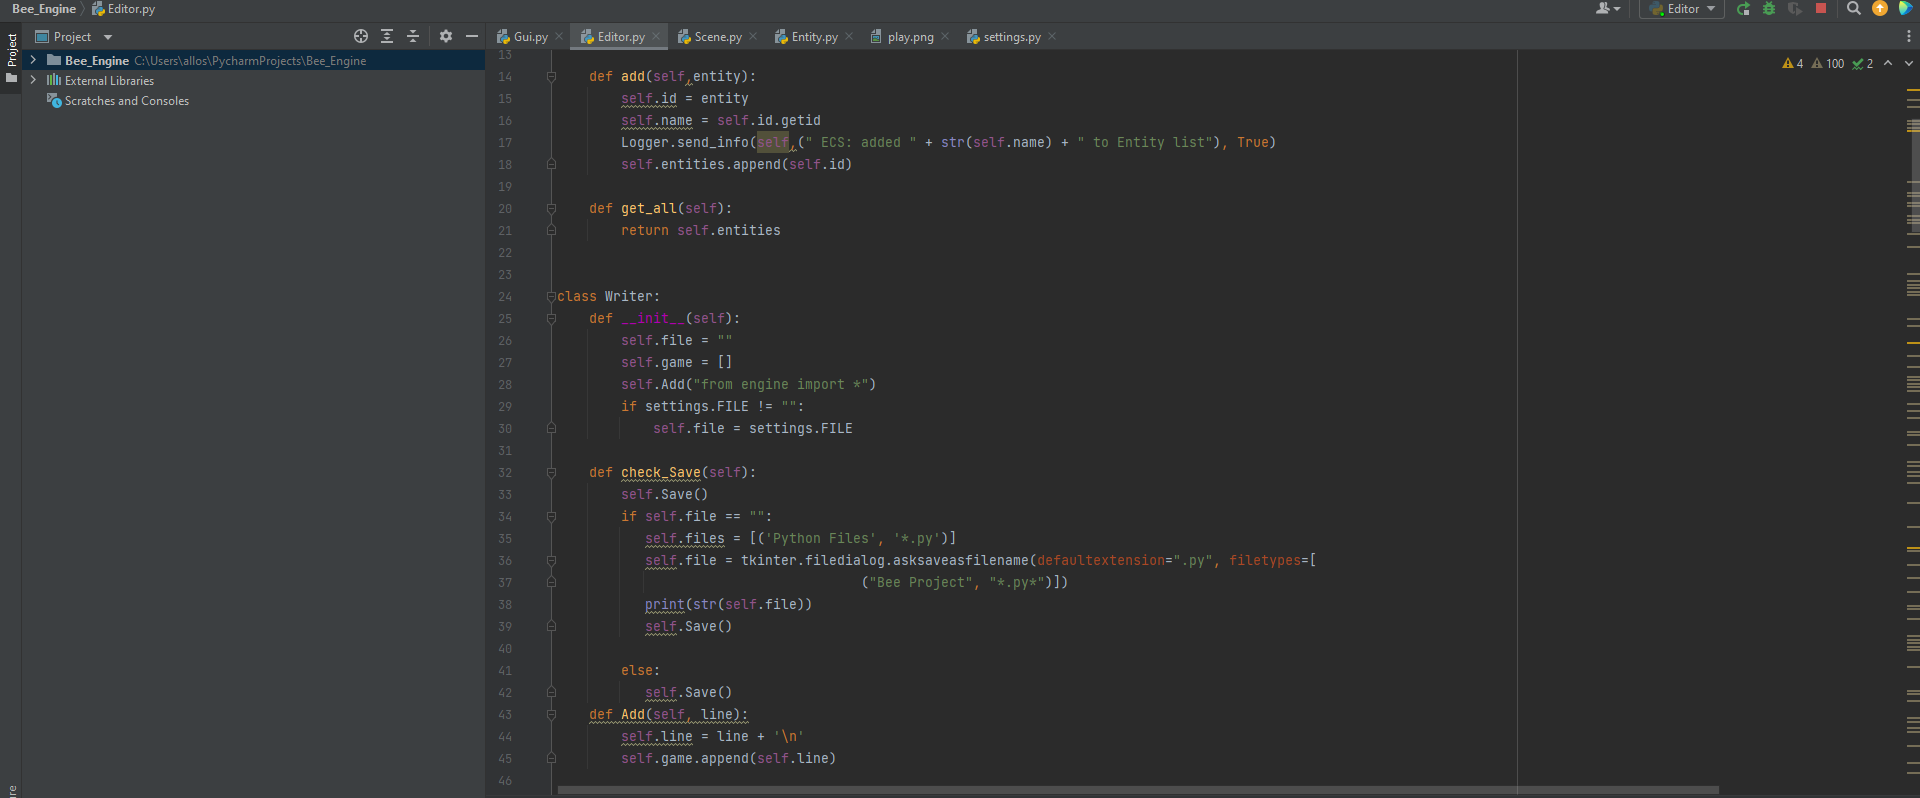 Bee_Engine Editor.py
Editor
Project
Project
Bee_Engine C:\Users\allos\PycharmProjects\Bee_Engine
External Libraries
Scratches and Consoles
Gui.py Editor.py Scene.py Entity.py play.png settings.py
4 100 2
13
14 def add(self,entity):
15 self.id = entity
16 self.name = self.id.getid
17 Logger.send_info(self,(" ECS: added " + str(self.name) + " to Entity list"), True)
18 self.entities.append(self.id)
19
20 def get_all(self):
21 return self.entities
22
23
24 class Writer:
25 def __init__(self):
26 self.file = ""
27 self.game = []
28 self.Add("from engine import *")
29 if settings.FILE != "":
30 self.file = settings.FILE
31
32 def check_Save(self):
33 self.Save()
34 if self.file == "":
35 self.files = [('Python Files', '*.py')]
36 self.file = tkinter.filedialog.asksaveasfilename(defaultextension=".py", filetypes=[
37 ("Bee Project", "*.py*")])
38 print(str(self.file))
39 self.Save()
40
41 else:
42 self.Save()
43 def Add(self, line):
44 self.line = line + '\n'
45 self.game.append(self.line)
46